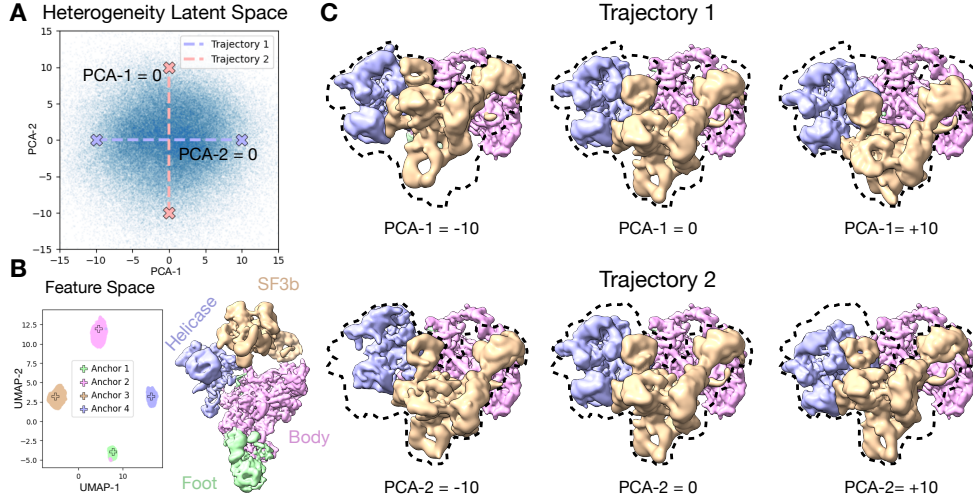 A
Heterogeneity Latent Space
15
10
5
0
−5
−10
−15
PCA-2
−15
−10
−5
0
5
10
15
PCA-1
Trajectory 1
Trajectory 2
PCA-1 = 0
PCA-2 = 0
B
Feature Space
12.5
10.0
7.5
5.0
2.5
0.0
−2.5
−5.0
UMAP-2
0
10
UMAP-1
Anchor 1
Anchor 2
Anchor 3
Anchor 4
SF3b
Helicase
Body
Foot
C
Trajectory 1
PCA-1 = -10
PCA-1 = 0
PCA-1= +10
Trajectory 2
PCA-2 = -10
PCA-2 = 0
PCA-2= +10